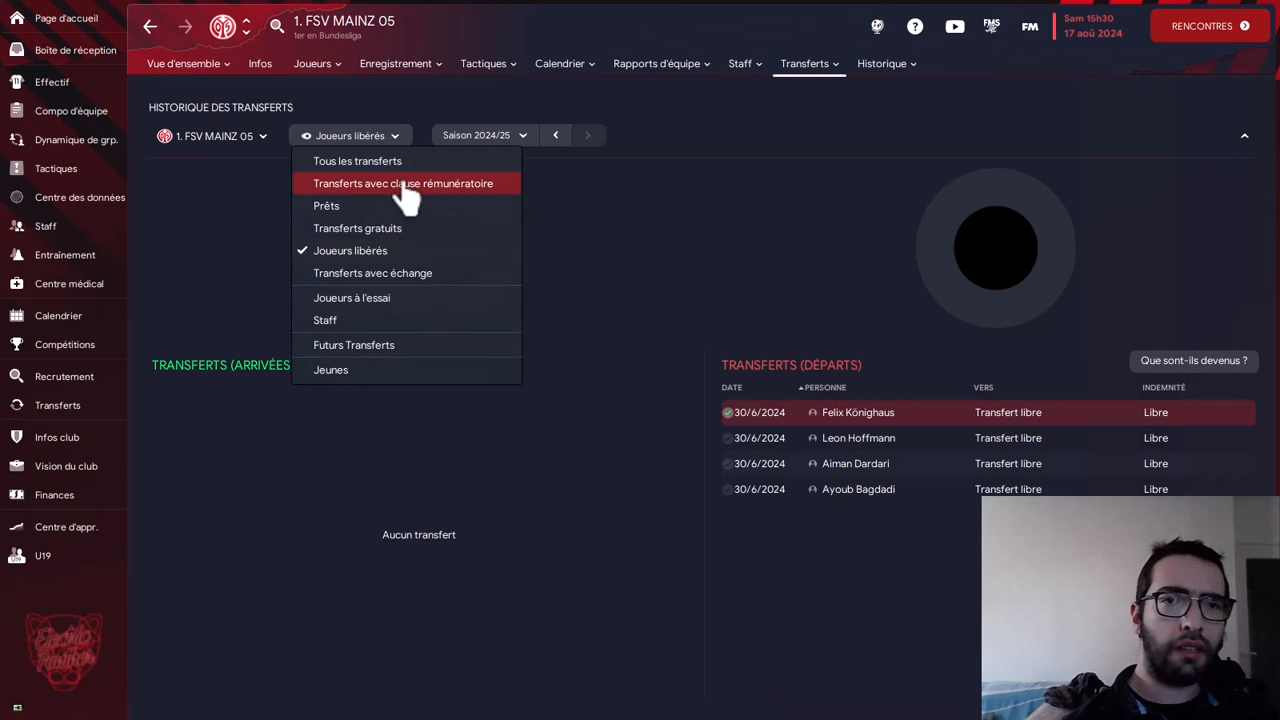 Page d'accueil
Boîte de réception
Effectif
Compo d'équipe
Dynamique de grp.
Tactiques
Centre des données
Staff
Entraînement
Centre médical
Calendrier
Compétitions
Recrutement
Transferts
Infos club
Vision du club
Finances
Centre d'appr.
U19
Electric Panther
1. FSV MAINZ 05
1er en Bundesliga
FMS
FM
Sam 15h30
17 aoû 2024
RENCONTRES
Vue d'ensemble
Infos
Joueurs
Enregistrement
Tactiques
Calendrier
Rapports d'équipe
Staff
Transferts
Historique
HISTORIQUE DES TRANSFERTS
1. FSV MAINZ 05
Joueurs libérés
Saison 2024/25
Tous les transferts
Transferts avec clause rémunératoire
Prêts
Transferts gratuits
Joueurs libérés
Transferts avec échange
Joueurs à l'essai
Staff
Futurs Transferts
Jeunes
TRANSFERTS (ARRIVÉES
Aucun transfert
TRANSFERTS (DÉPARTS)
Que sont-ils devenus ?
DATE PERSONNE VERS INDEMNITÉ
30/6/2024 Felix Könighaus Transfert libre Libre
30/6/2024 Leon Hoffmann Transfert libre Libre
30/6/2024 Aiman Dardari Transfert libre Libre
30/6/2024 Ayoub Bagdadi Transfert libre Libre